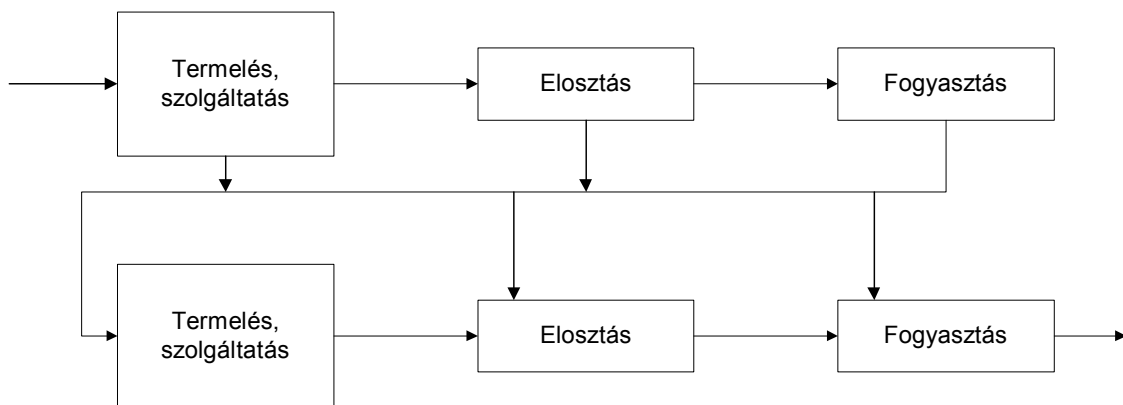 Termelés,
szolgáltatás
Elosztás
Fogyasztás
Termelés,
szolgáltatás
Elosztás
Fogyasztás